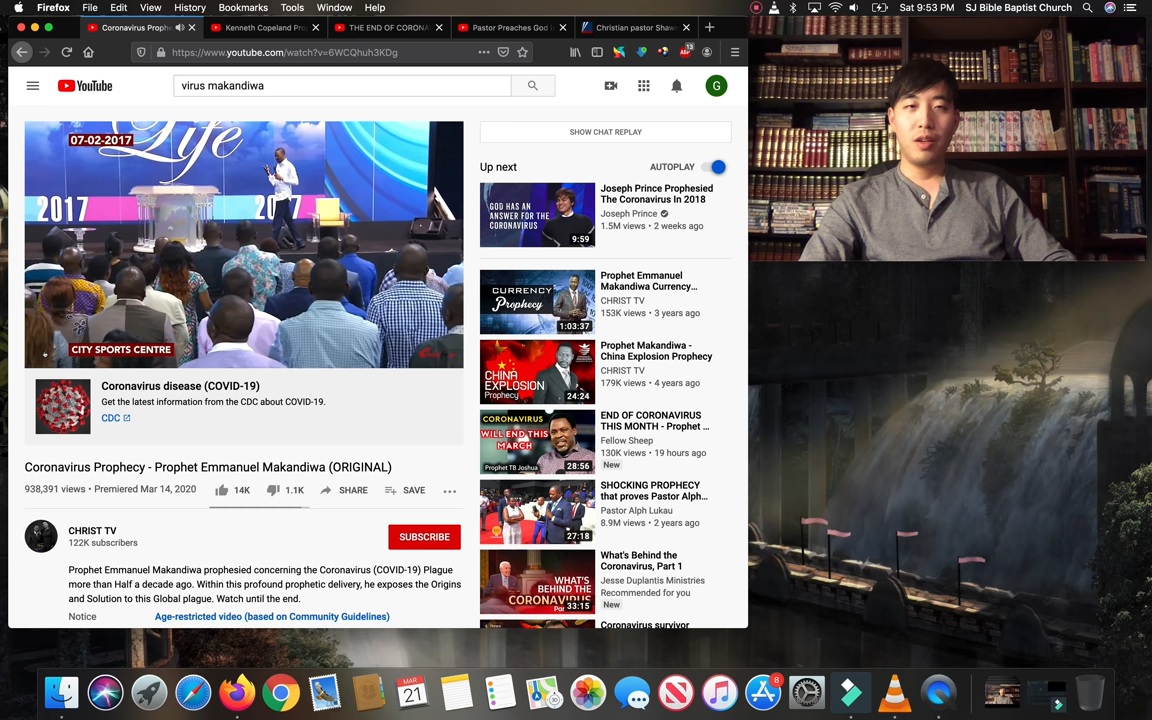 Firefox File Edit View History Bookmarks Tools Window Help
Sat 9:53 PM SJ Bible Baptist Church
Coronavirus Prophe
Kenneth Copeland Pro
THE END OF CORONA
Pastor Preaches God is
Christian pastor Shaw
https://www.youtube.com/watch?v=6WCQhuh3KDg
13
YouTube
virus makandiwa
G
07-02-2017
Life
2017
CITY SPORTS CENTRE
Coronavirus disease (COVID-19)
Get the latest information from the CDC about COVID-19.
CDC
Coronavirus Prophecy - Prophet Emmanuel Makandiwa (ORIGINAL)
938,391 views • Premiered Mar 14, 2020
14K 1.1K SHARE SAVE
CHRIST TV
122K subscribers
SUBSCRIBE
Prophet Emmanuel Makandiwa prophesied concerning the Coronavirus (COVID-19) Plague
more than Half a decade ago. Within this profound prophetic delivery, he exposes the Origins
and Solution to this Global plague. Watch until the end.
Notice Age-restricted video (based on Community Guidelines)
SHOW CHAT REPLAY
Up next AUTOPLAY
GOD HAS
AN ANSWER FOR THE
CORONAVIRUS
9:59
Joseph Prince Prophesied
The Coronavirus In 2018
Joseph Prince
1.5M views • 2 weeks ago
CURRENCY
Prophecy
1:03:37
Prophet Emmanuel
Makandiwa Currency...
CHRIST TV
153K views • 3 years ago
CHINA
EXPLOSION
Prophecy
24:24
Prophet Makandiwa -
China Explosion Prophecy
CHRIST TV
179K views • 4 years ago
CORONAVIRUS
WILL END THIS
MARCH
Prophet TB Joshua
28:56
END OF CORONAVIRUS
THIS MONTH - Prophet ...
Fellow Sheep
130K views • 19 hours ago
New
27:18
SHOCKING PROPHECY
that proves Pastor Alph...
Pastor Alph Lukau
8.9M views • 2 years ago
WHAT'S
BEHIND THE
CORONAVIRUS
33:15
What's Behind the
Coronavirus, Part 1
Jesse Duplantis Ministries
Recommended for you
New
Coronavirus survivor
MAR
21
8